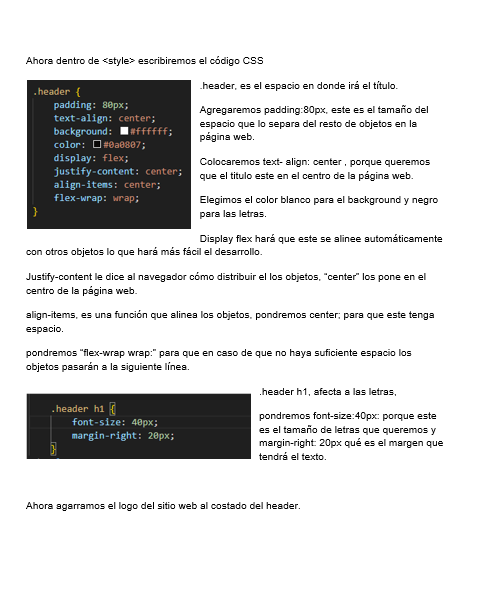 Ahora dentro de <style> escribiremos el código CSS
.header {
padding: 80px;
text-align: center;
background: #ffffff;
color: #0a0807;
display: flex;
justify-content: center;
align-items: center;
flex-wrap: wrap;
}
.header, es el espacio en donde irá el título.
Agregaremos padding:80px, este es el tamaño del
espacio que lo separa del resto de objetos en la
página web.
Colocaremos text- align: center , porque queremos
que el titulo este en el centro de la página web.
Elegimos el color blanco para el background y negro
para las letras.
Display flex hará que este se alinee automáticamente
con otros objetos lo que hará más fácil el desarrollo.
Justify-content le dice al navegador cómo distribuir el los objetos, “center” los pone en el
centro de la página web.
align-items, es una función que alinea los objetos, pondremos center; para que este tenga
espacio.
pondremos “flex-wrap wrap:” para que en caso de que no haya suficiente espacio los
objetos pasarán a la siguiente línea.
.header h1 {
font-size: 40px;
margin-right: 20px;
}
.header h1, afecta a las letras,
pondremos font-size:40px: porque este
es el tamaño de letras que queremos y
margin-right: 20px qué es el margen que
tendrá el texto.
Ahora agarramos el logo del sitio web al costado del header.